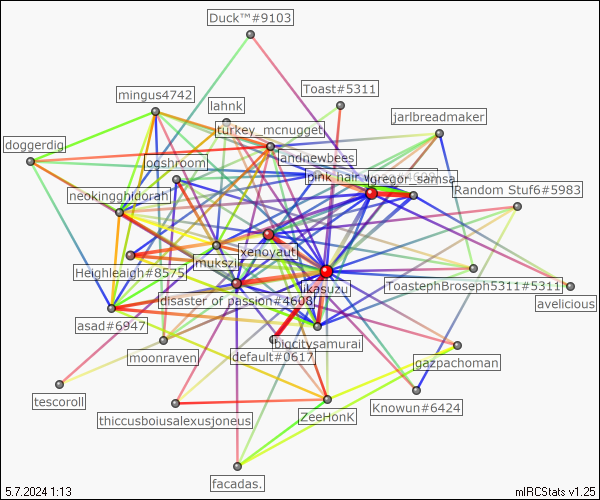 Duck™#9103
Toast#5311
mingus4742
lahnk
jarlbreadmaker
turkey_mcnugget
doggerdig
ogshroom
landnewbees
pink hair
gregor_samsa
Random Stuf6#5983
neokingghidorah
xenoyaut
mukszi
Heighleaigh#8575
ikasuzu
ToastephBroseph5311#5311
avelicious
disaster of passion#4608
asad#6947
bigcitysamurai
moonraven
default#0617
gazpachoman
tescoroll
thiccusboiusalexusjoneus
ZeeHonK
Knowun#6424
facadas.
5.7.2024 1:13
mIRCStats v1.25